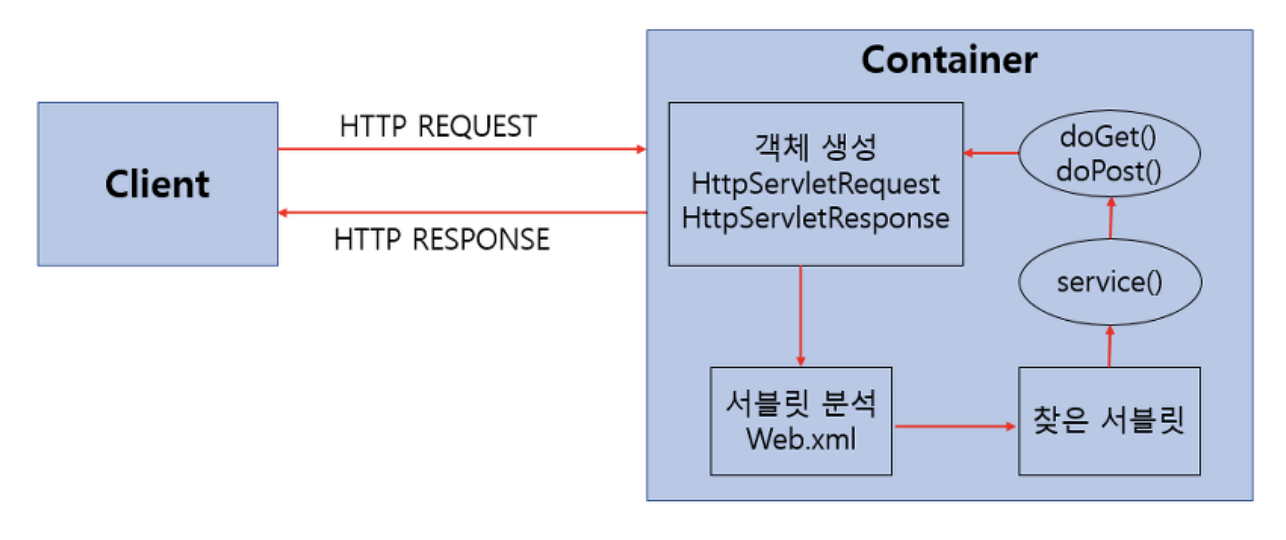 Client
HTTP REQUEST
HTTP RESPONSE
Container
객체 생성
HttpServletRequest
HttpServletResponse
doGet()
doPost()
service()
서블릿 분석
Web.xml
찾은 서블릿